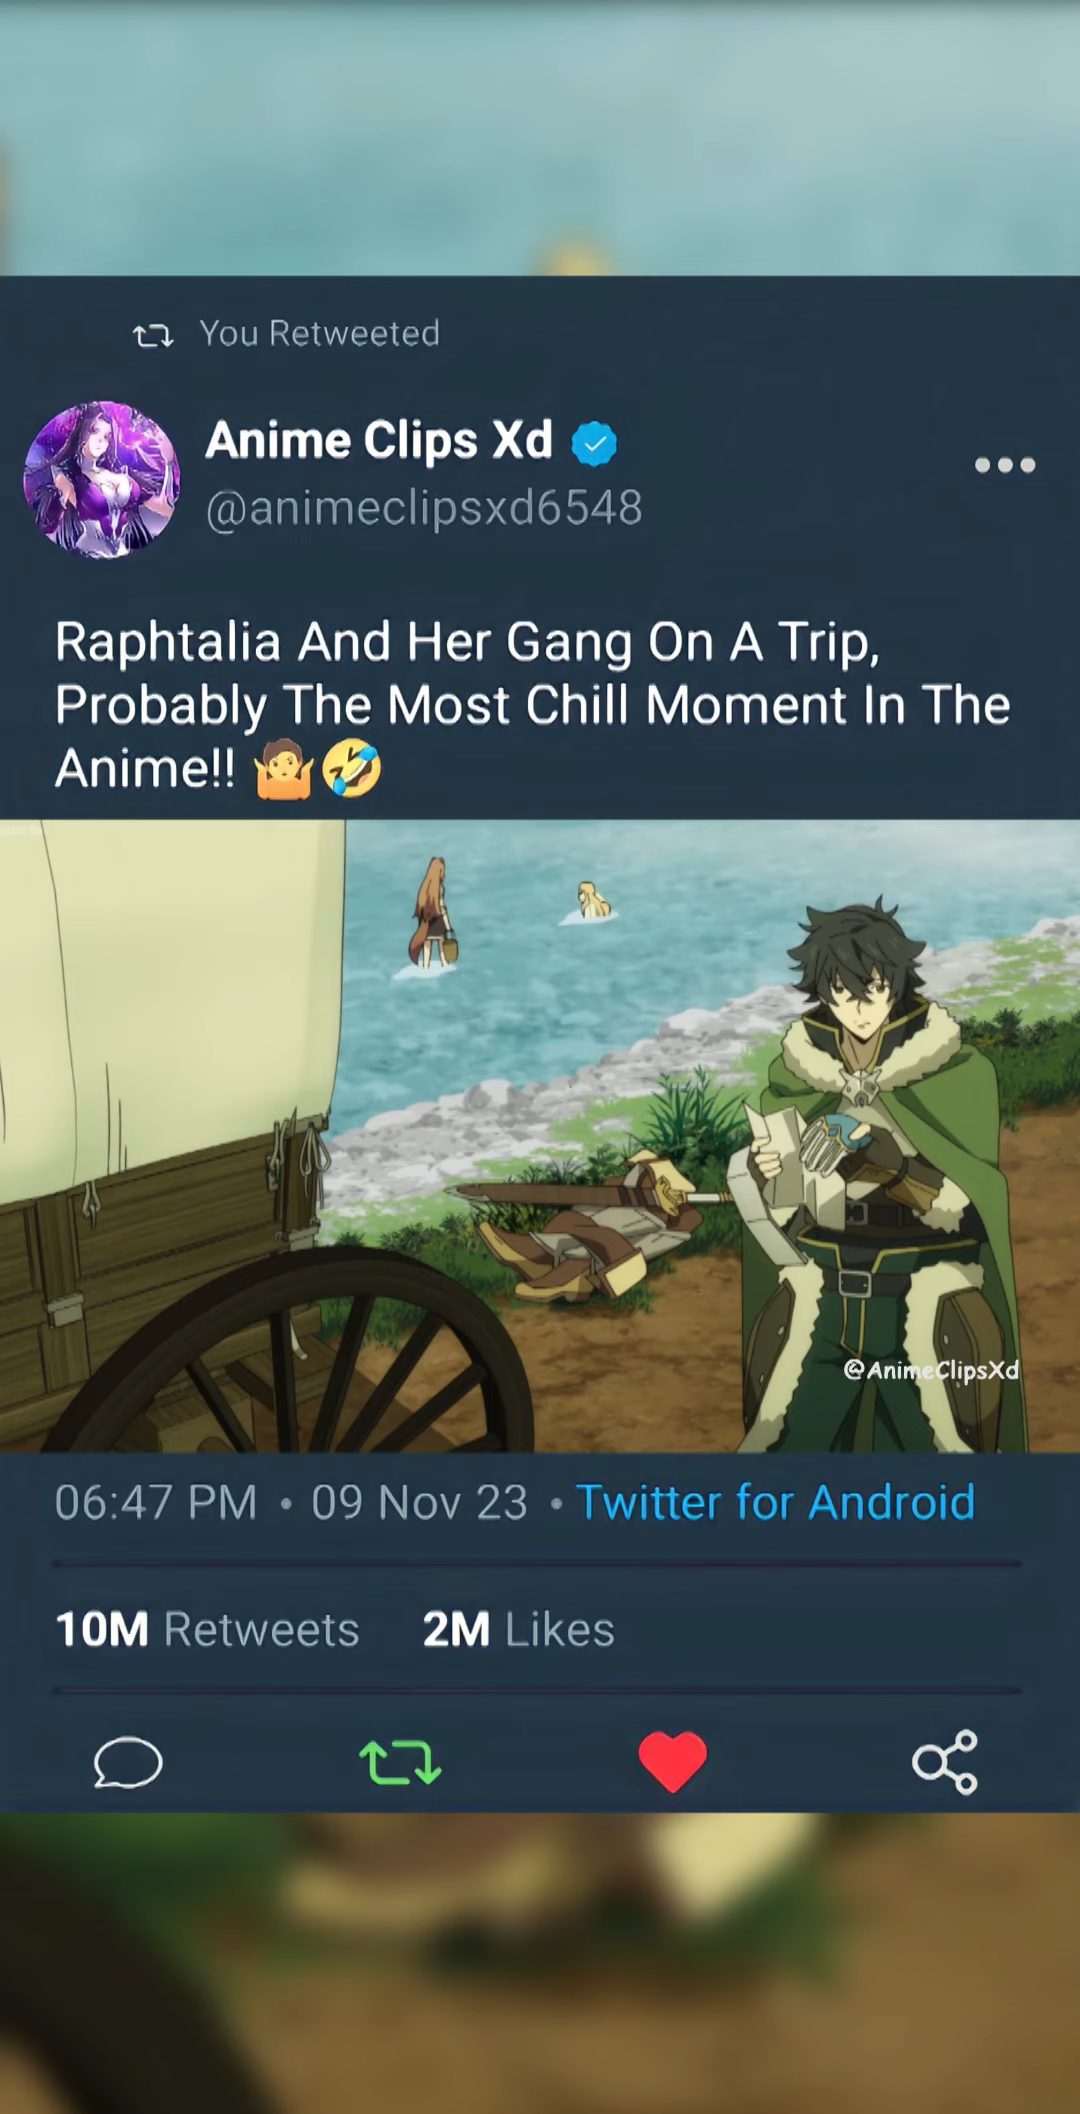 You Retweeted
Anime Clips Xd
@animeclipsxd6548
Raphtalia And Her Gang On A Trip,
Probably The Most Chill Moment In The
Anime!! 🤷🤣
@AnimeClipsXd
06:47 PM • 09 Nov 23 • Twitter for Android
10M Retweets 2M Likes